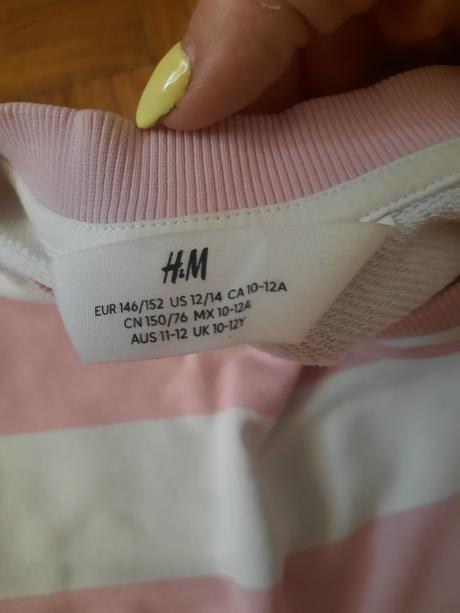 H&M
EUR 146/152 US 12/14 CA 10-12A
CN 150/76 MX 10-12A
AUS 11-12 UK 10-12Y